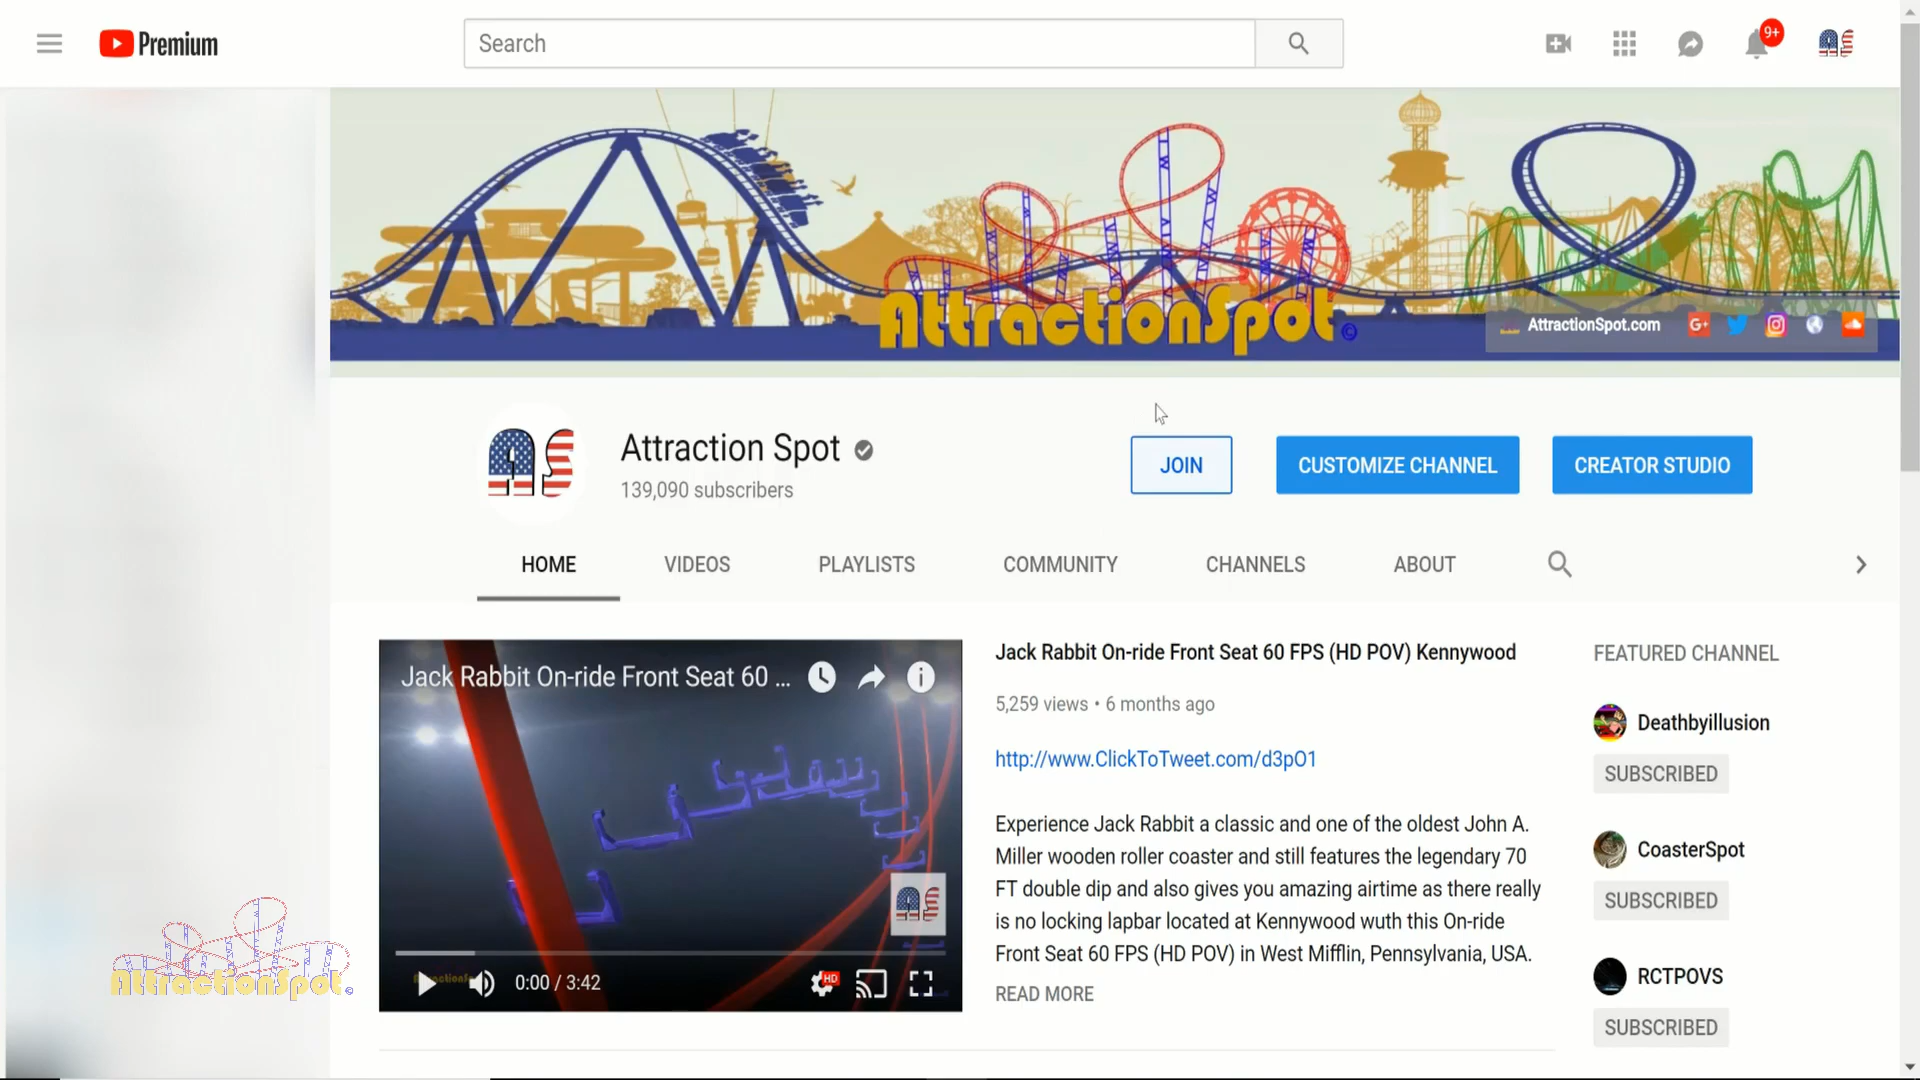 Premium
Search
9+
AS
AttractionSpot
AttractionSpot.com
G+
AS
Attraction Spot
139,090 subscribers
JOIN
CUSTOMIZE CHANNEL
CREATOR STUDIO
HOME
VIDEOS
PLAYLISTS
COMMUNITY
CHANNELS
ABOUT
Jack Rabbit On-ride Front Seat 60 ...
AS
0:00 / 3:42
HD
Jack Rabbit On-ride Front Seat 60 FPS (HD POV) Kennywood
5,259 views • 6 months ago
http://www.ClickToTweet.com/d3pO1
Experience Jack Rabbit a classic and one of the oldest John A.
Miller wooden roller coaster and still features the legendary 70
FT double dip and also gives you amazing airtime as there really
is no locking lapbar located at Kennywood wuth this On-ride
Front Seat 60 FPS (HD POV) in West Mifflin, Pennsylvania, USA.
READ MORE
FEATURED CHANNEL
Deathbyillusion
SUBSCRIBED
CoasterSpot
SUBSCRIBED
RCTPOVS
SUBSCRIBED
AttractionSpot